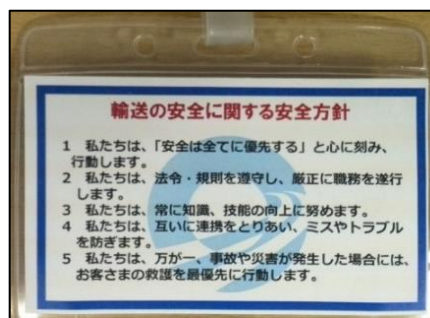 輸送の安全に関する安全方針
1 私たちは、「安全は全てに優先する」と心に刻み、
行動します。
2 私たちは、法令・規則を遵守し、厳正に職務を遂行
します。
3 私たちは、常に知識、技能の向上に努めます。
4 私たちは、互いに連携をとりあい、ミスやトラブル
を防ぎます。
5 私たちは、万が一、事故や災害が発生した場合には、
お客さまの救護を最優先に行動します。